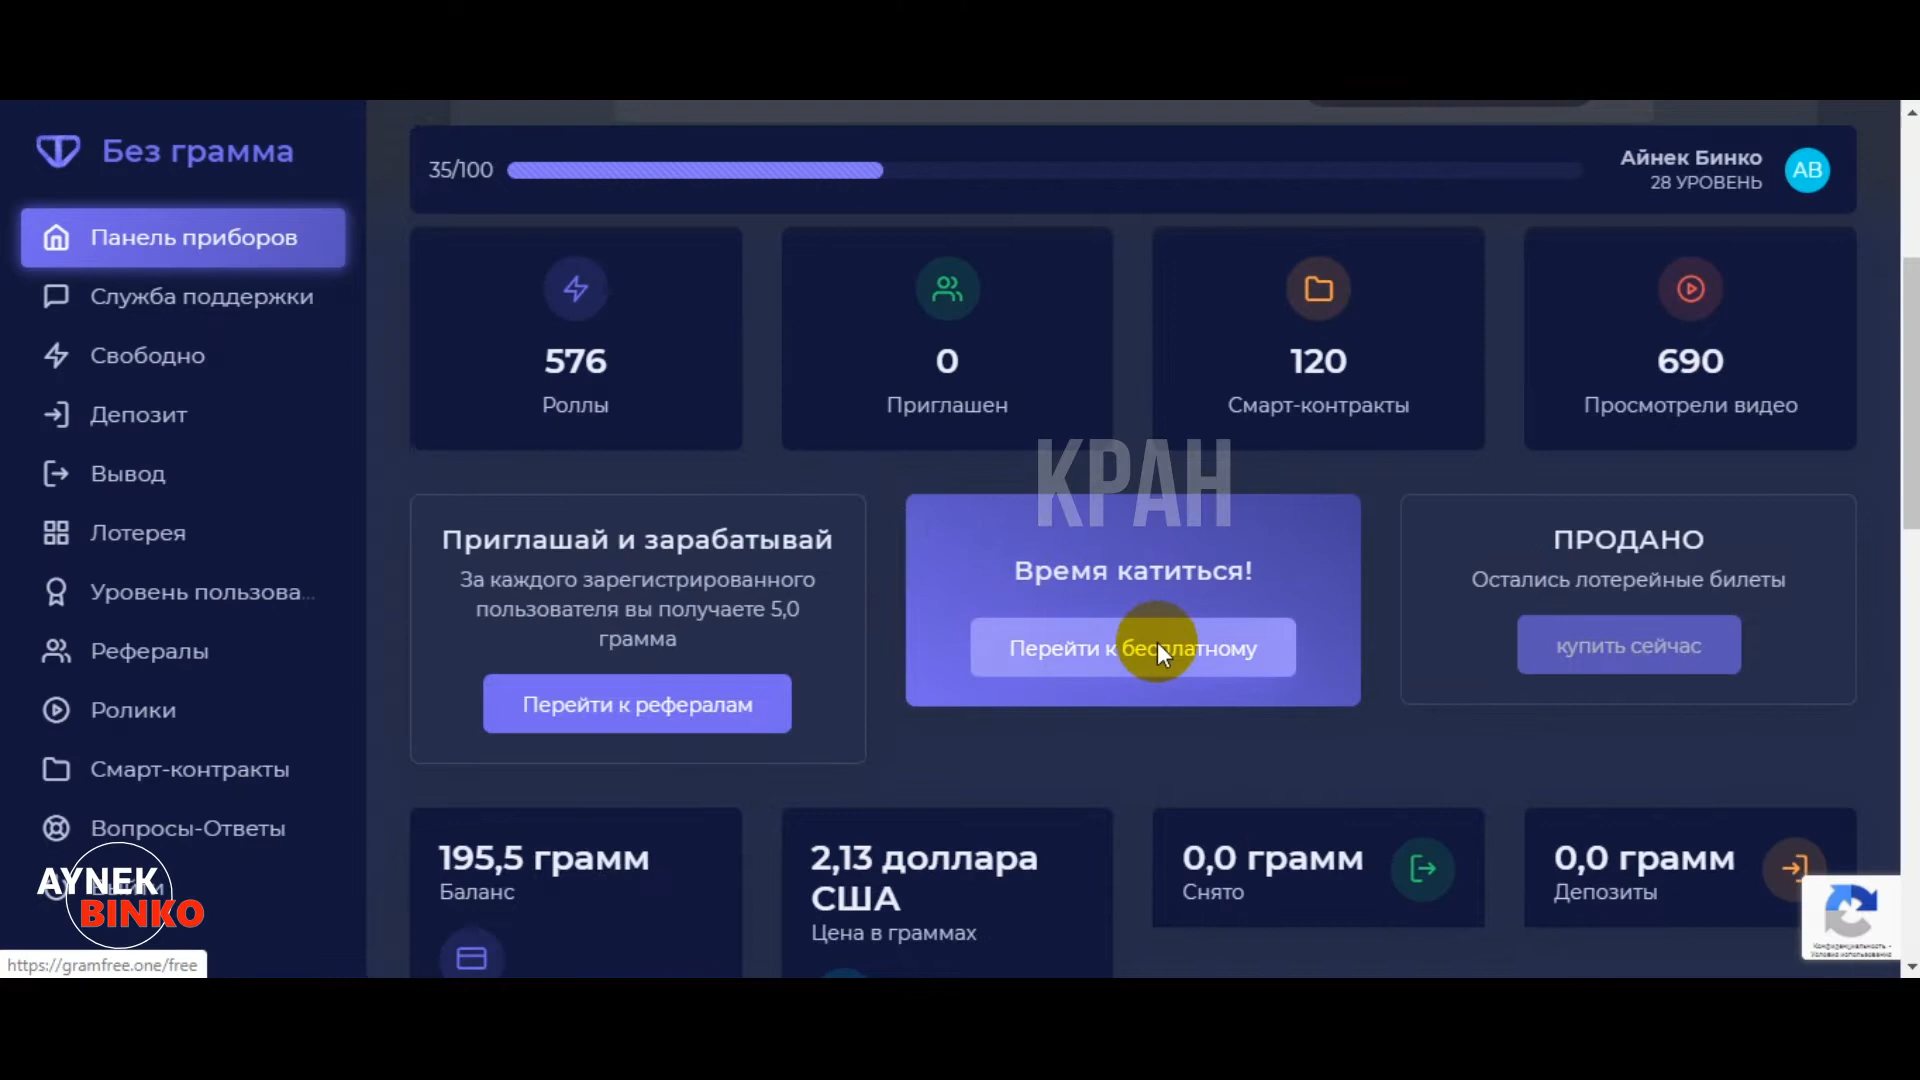 Без грамма
35/100
Айнек Бинко
28 УРОВЕНЬ
AB
Панель приборов
Служба поддержки
Свободно
Депозит
Вывод
Лотерея
Уровень пользова...
Рефералы
Ролики
Смарт-контракты
Вопросы-Ответы
AYNEK
BINKO
https://gramfree.one/free
576
Роллы
0
Приглашен
120
Смарт-контракты
690
Просмотрели видео
КРАН
Приглашай и зарабатывай
За каждого зарегистрированного
пользователя вы получаете 5,0
грамма
Перейти к рефералам
Время катиться!
Перейти к бесплатному
ПРОДАНО
Остались лотерейные билеты
купить сейчас
195,5 грамм
Баланс
2,13 доллара
США
Цена в граммах
0,0 грамм
Снято
0,0 грамм
Депозиты
Конфиденциальность -
Условия использования